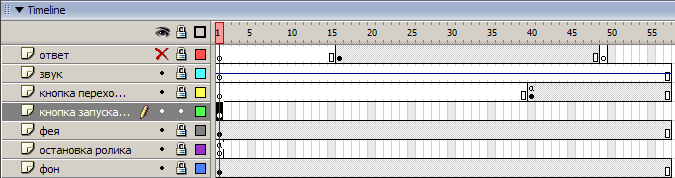 Timeline
1 5 10 15 20 25 30 35 40 45 50 55
ответ
звук
кнопка перехо...
кнопка запуска...
фея
остановка ролика
фон